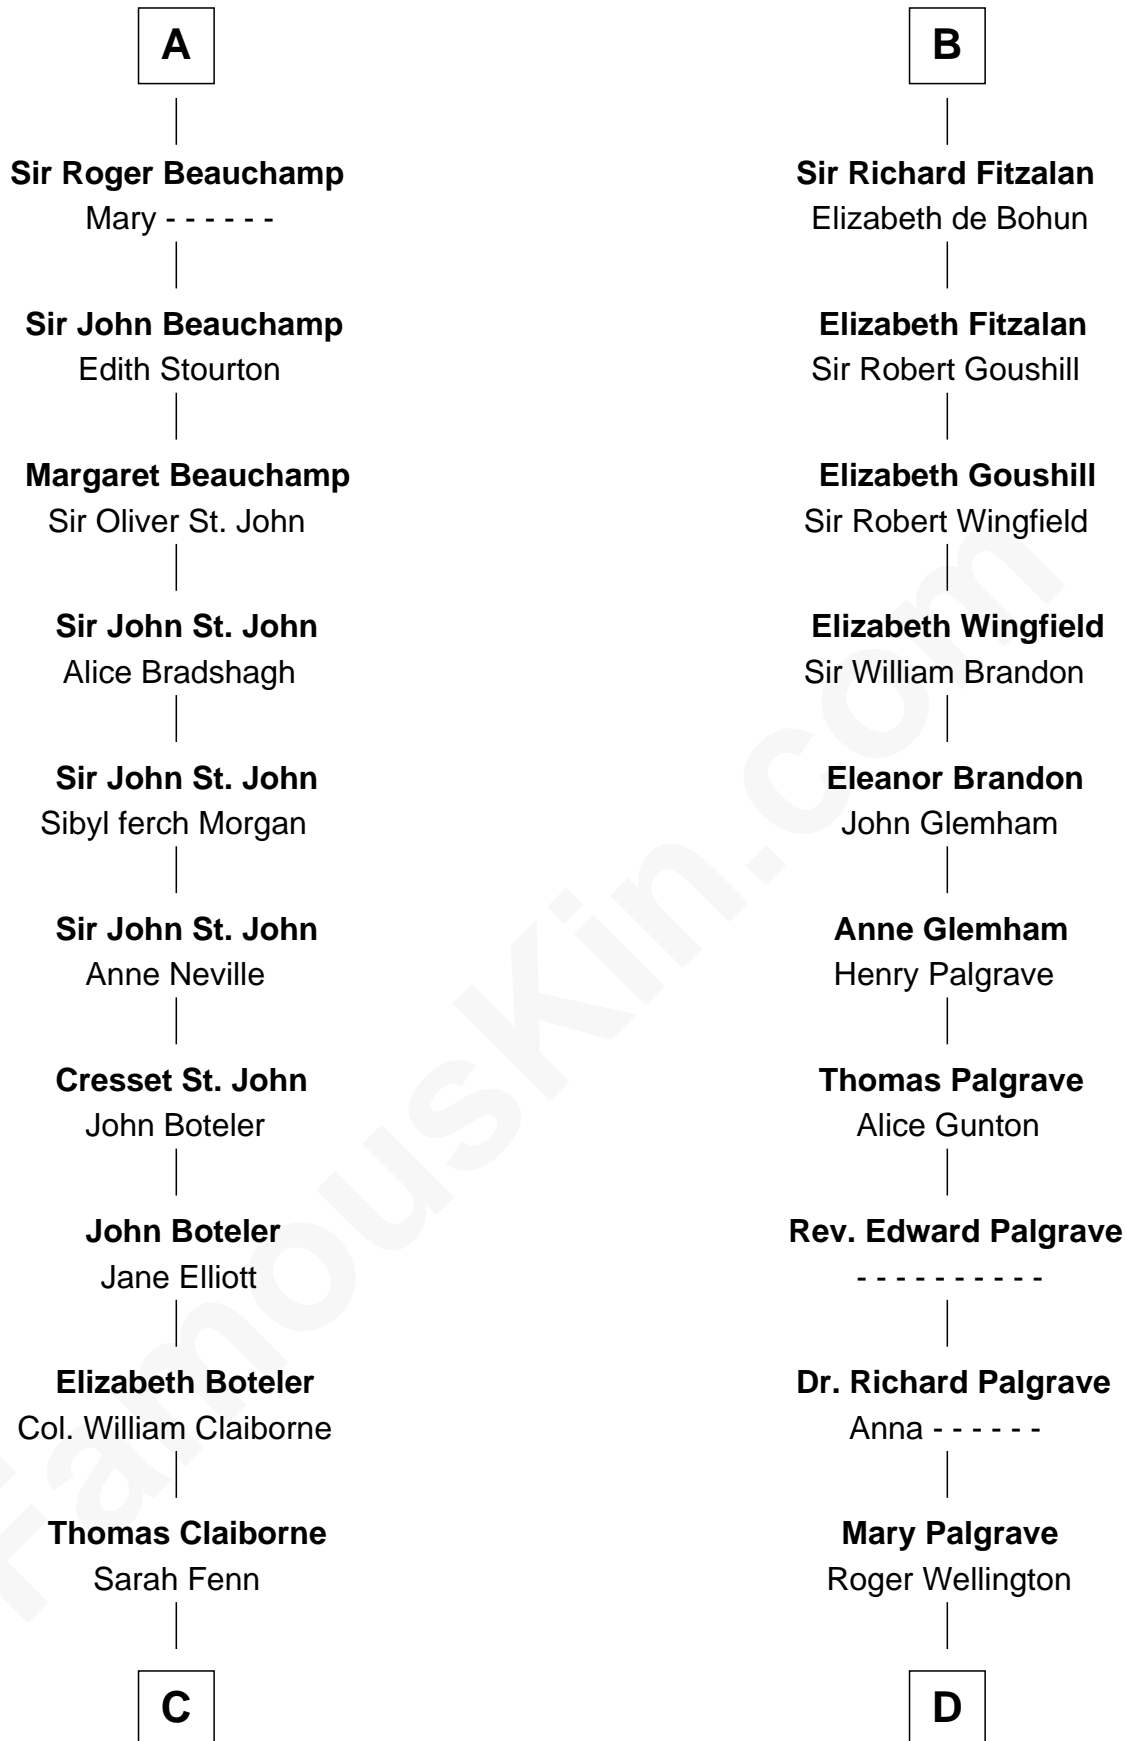 A
Sir Roger Beauchamp
Mary - - - - - -
Sir John Beauchamp
Edith Stourton
Margaret Beauchamp
Sir Oliver St. John
Sir John St. John
Alice Bradshagh
Sir John St. John
Sibyl ferch Morgan
Sir John St. John
Anne Neville
Cresset St. John
John Boteler
John Boteler
Jane Elliott
Elizabeth Boteler
Col. William Claiborne
Thomas Claiborne
Sarah Fenn
C
B
Sir Richard Fitzalan
Elizabeth de Bohun
Elizabeth Fitzalan
Sir Robert Goushill
Elizabeth Goushill
Sir Robert Wingfield
Elizabeth Wingfield
Sir William Brandon
Eleanor Brandon
John Glemham
Anne Glemham
Henry Palgrave
Thomas Palgrave
Alice Gunton
Rev. Edward Palgrave
- - - - - - - - - -
Dr. Richard Palgrave
Anna - - - - - -
Mary Palgrave
Roger Wellington
D
FamousKin.com